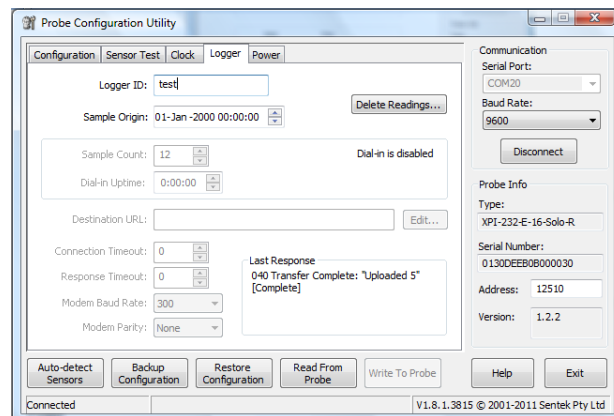 Probe Configuration Utility
Configuration Sensor Test Clock Logger Power
Logger ID: test
Delete Readings...
Sample Origin: 01-Jan -2000 00:00:00
Sample Count: 12
Dial-in is disabled
Dial-in Uptime: 0:00:00
Destination URL:
Edit...
Connection Timeout: 0
Response Timeout: 0
Modem Baud Rate: 300
Modem Parity: None
Last Response
040 Transfer Complete: "Uploaded 5"
[Complete]
Communication
Serial Port:
COM20
Baud Rate:
9600
Disconnect
Probe Info
Type:
XPI-232-E-16-Solo-R
Serial Number:
0130DEEB0B000030
Address: 12510
Version: 1.2.2
Auto-detect
Sensors
Backup
Configuration
Restore
Configuration
Read From
Probe
Write To Probe
Help
Exit
Connected
V1.8.1.3815 © 2001-2011 Sentek Pty Ltd